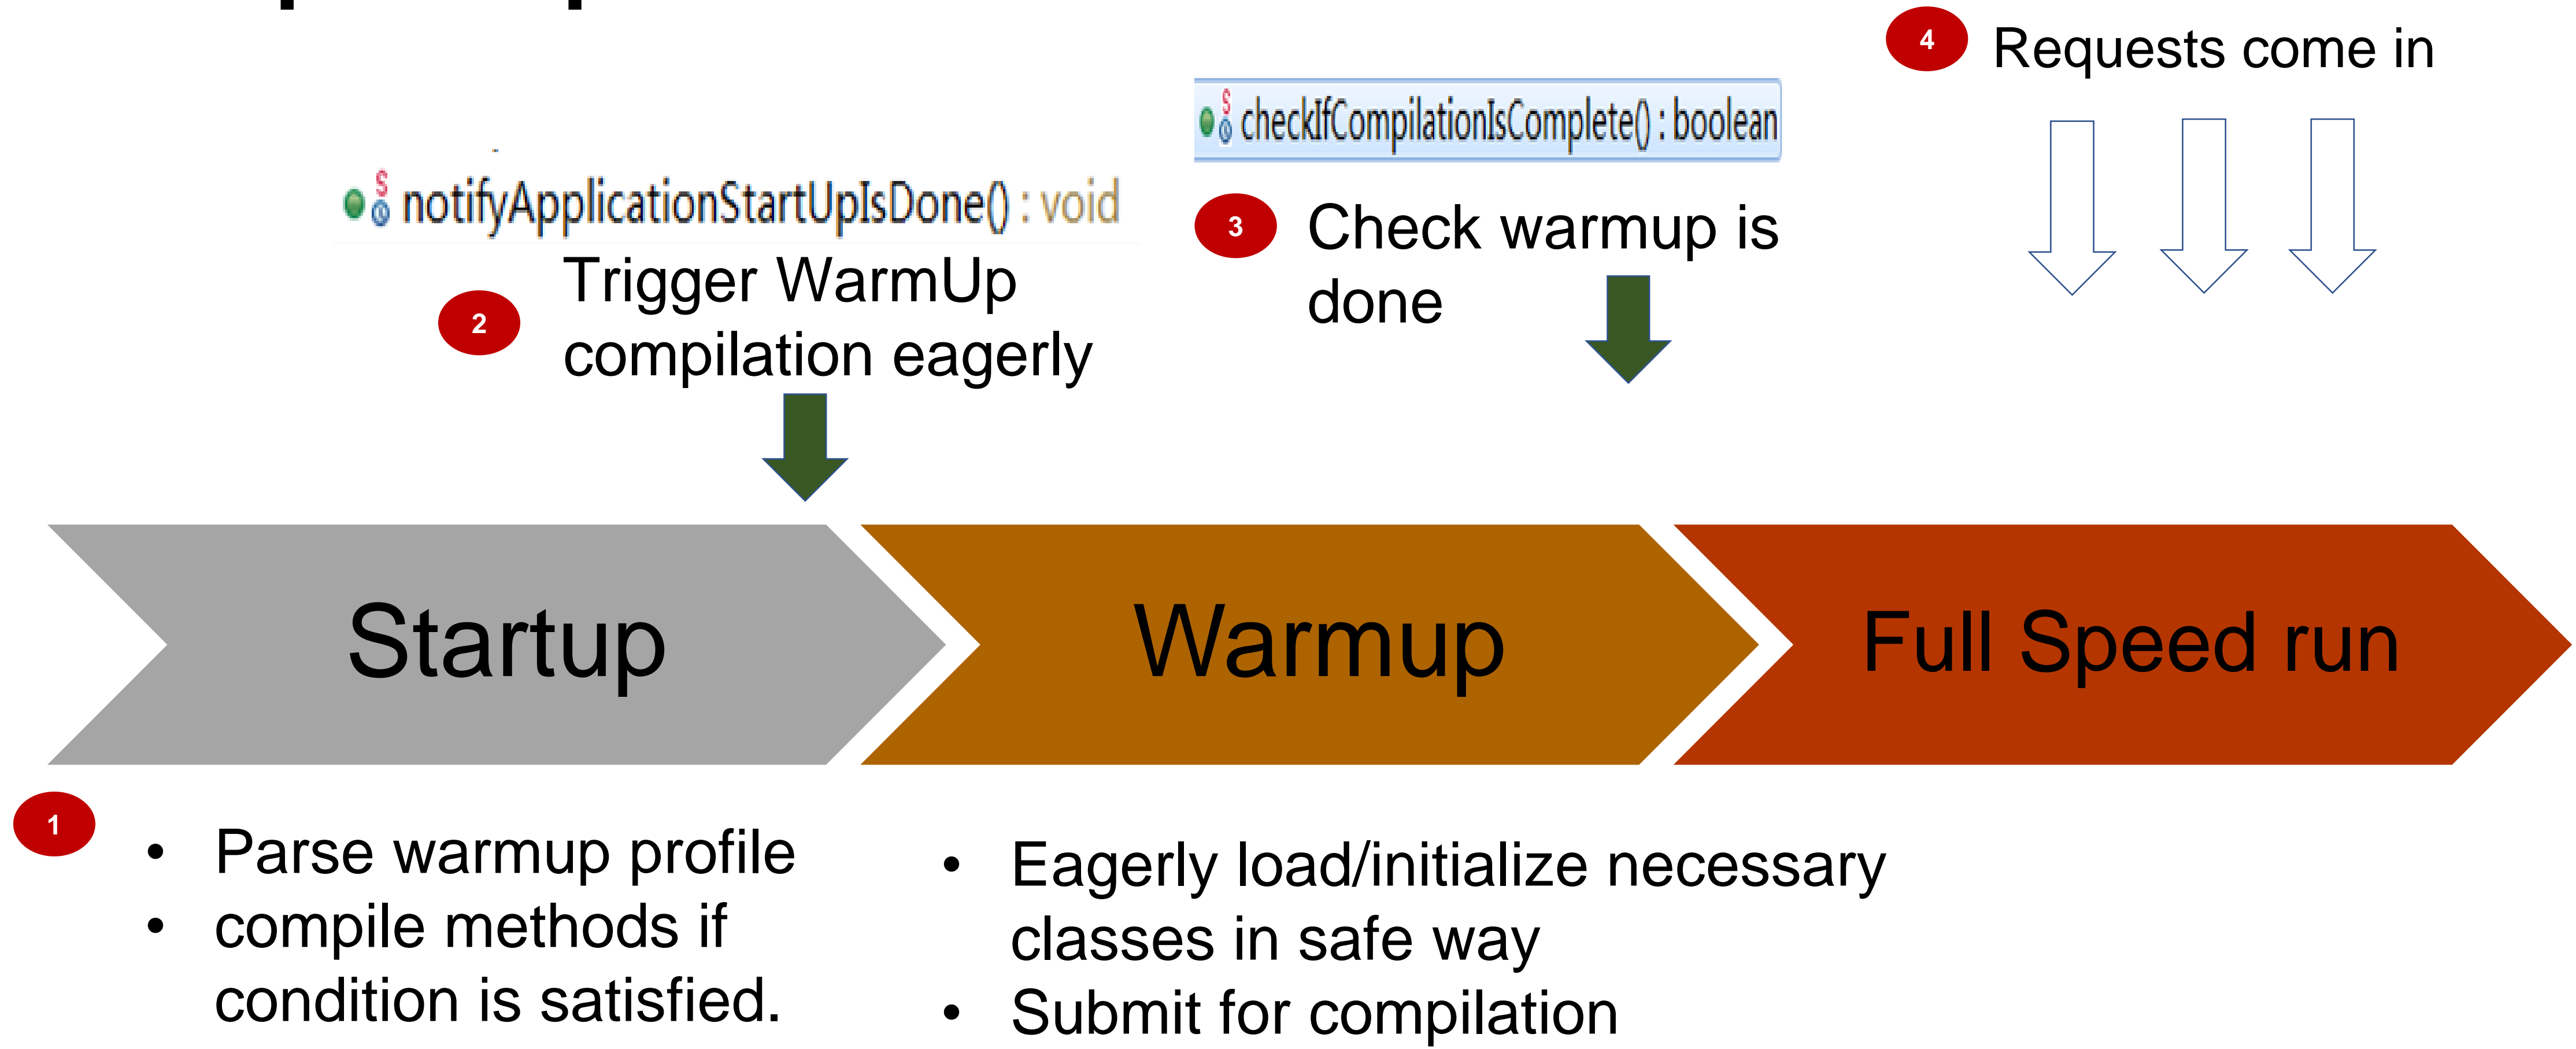 4 Requests come in
checkIfCompilationIsComplete() : boolean
notifyApplicationStartUpIsDone() : void
3 Check warmup is
done
2 Trigger WarmUp
compilation eagerly
Startup
Warmup
Full Speed run
1
• Parse warmup profile
• compile methods if
condition is satisfied.
• Eagerly load/initialize necessary
classes in safe way
• Submit for compilation